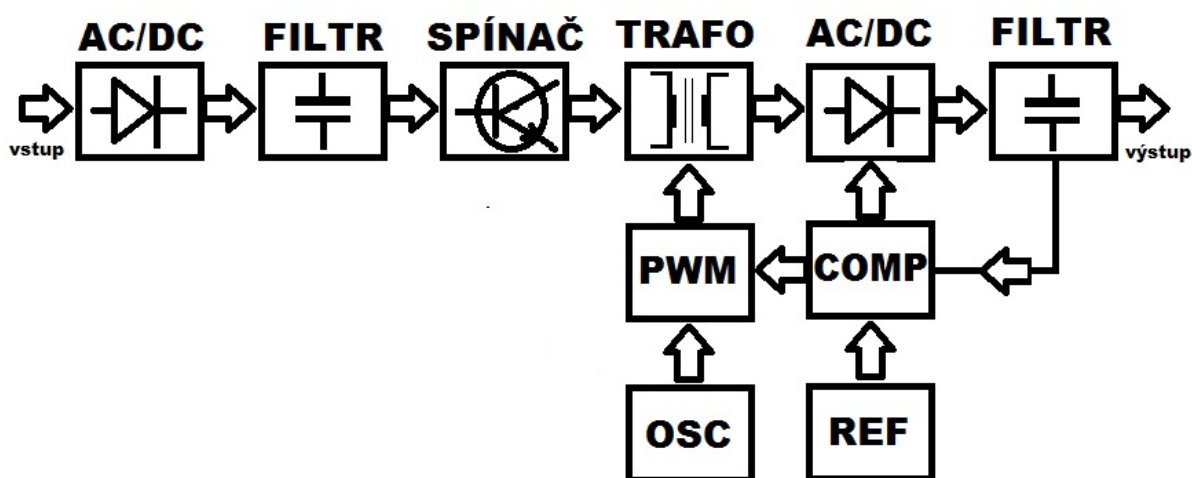 AC/DC FILTR SPÍNAČ TRAFO AC/DC FILTR
vstup
výstup
PWM COMP
OSC REF